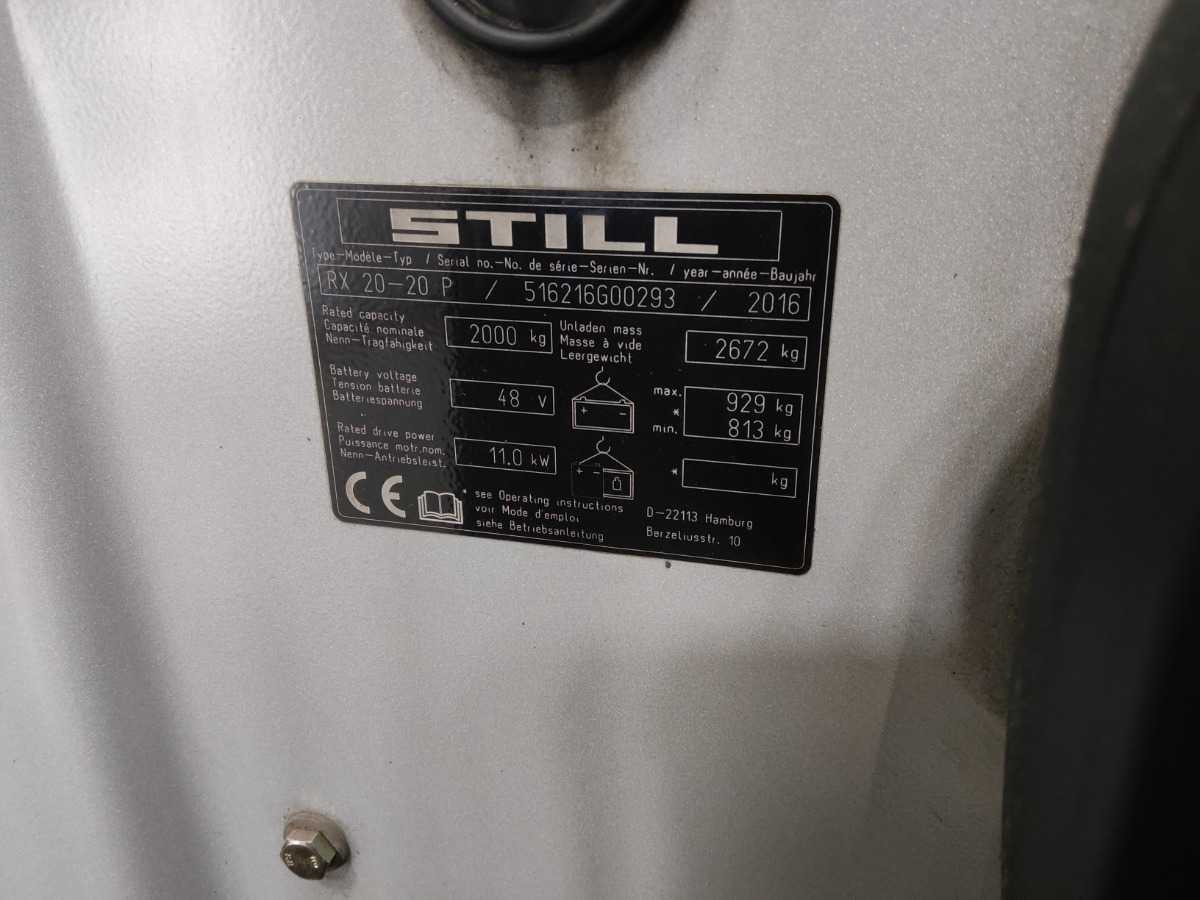 STILL
Type-Modèle-Typ / Serial no.-No. de série-Serien-Nr. / year-année-Baujahr
RX 20-20 P / 516216G00293 / 2016
Rated capacity
Capacité nominale
Nenn-Tragfähigkeit
2000 kg
Unladen mass
Masse à vide
Leergewicht
2672 kg
Battery voltage
Tension batterie
Batteriespannung
48 V
+ -
max. 929 kg
*
min. 813 kg
Rated drive power
Puissance motr.nom.
Nenn-Antriebsleist.
11.0 kW
+ -
* kg
CE
* see Operating instructions
voir Mode d'emploi
siehe Betriebsanleitung
D-22113 Hamburg
Berzeliusstr. 10